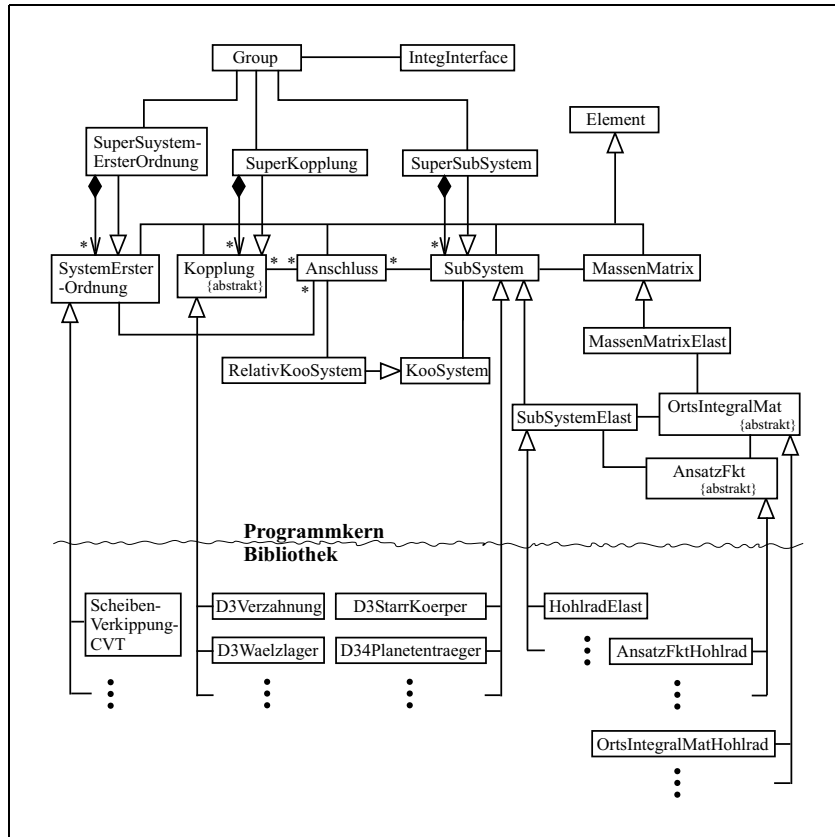 Group
IntegInterface
Element
SuperSuystem-
ErsterOrdnung
SuperKopplung
SuperSubSystem
*
*
*
SystemErster
-Ordnung
Kopplung
{abstrakt}
*
*
Anschluss
*
*
SubSystem
MassenMatrix
MassenMatrixElast
RelativKooSystem
KooSystem
SubSystemElast
OrtsIntegralMat
{abstrakt}
AnsatzFkt
{abstrakt}
Programmkern
Bibliothek
Scheiben-
Verkippung-
CVT
D3Verzahnung
D3StarrKoerper
HohlradElast
D3Waelzlager
D34Planetentraeger
AnsatzFktHohlrad
OrtsIntegralMatHohlrad